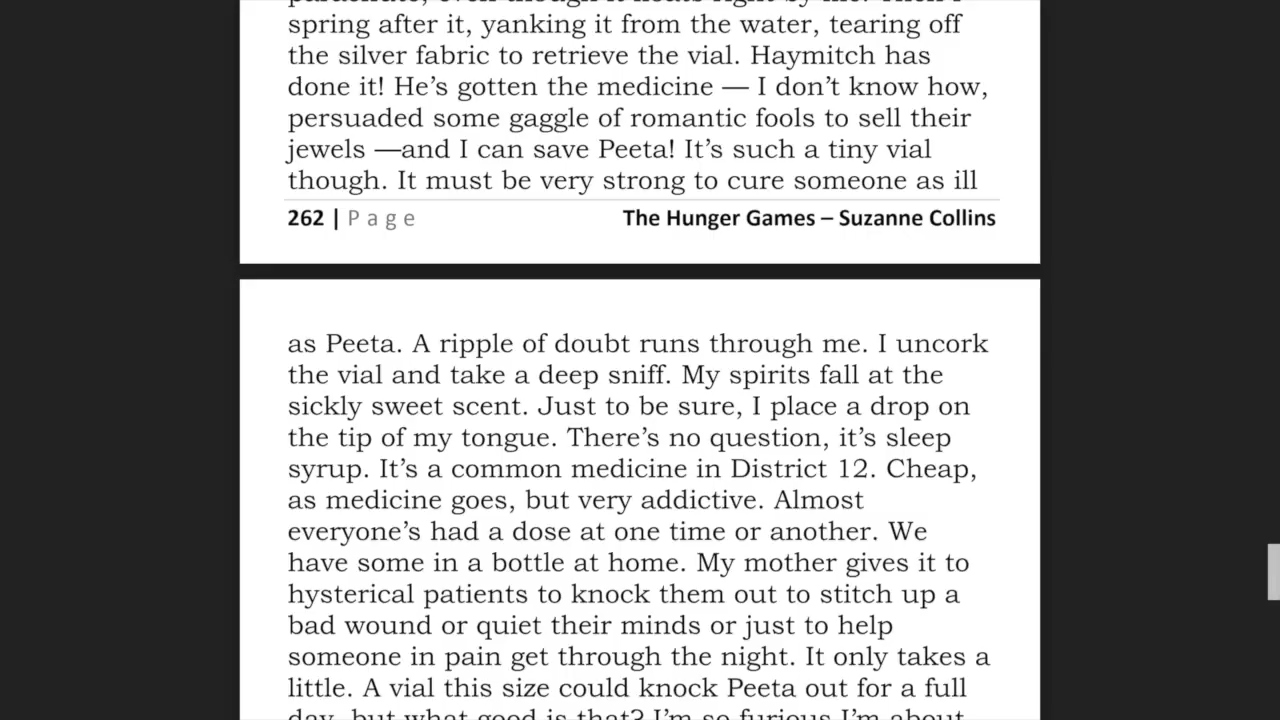 spring after it, yanking it from the water, tearing off
the silver fabric to retrieve the vial. Haymitch has
done it! He’s gotten the medicine — I don’t know how,
persuaded some gaggle of romantic fools to sell their
jewels —and I can save Peeta! It’s such a tiny vial
though. It must be very strong to cure someone as ill
262 | P a g e The Hunger Games – Suzanne Collins
as Peeta. A ripple of doubt runs through me. I uncork
the vial and take a deep sniff. My spirits fall at the
sickly sweet scent. Just to be sure, I place a drop on
the tip of my tongue. There’s no question, it’s sleep
syrup. It’s a common medicine in District 12. Cheap,
as medicine goes, but very addictive. Almost
everyone’s had a dose at one time or another. We
have some in a bottle at home. My mother gives it to
hysterical patients to knock them out to stitch up a
bad wound or quiet their minds or just to help
someone in pain get through the night. It only takes a
little. A vial this size could knock Peeta out for a full
day, but what good is that? I’m so furious I’m about